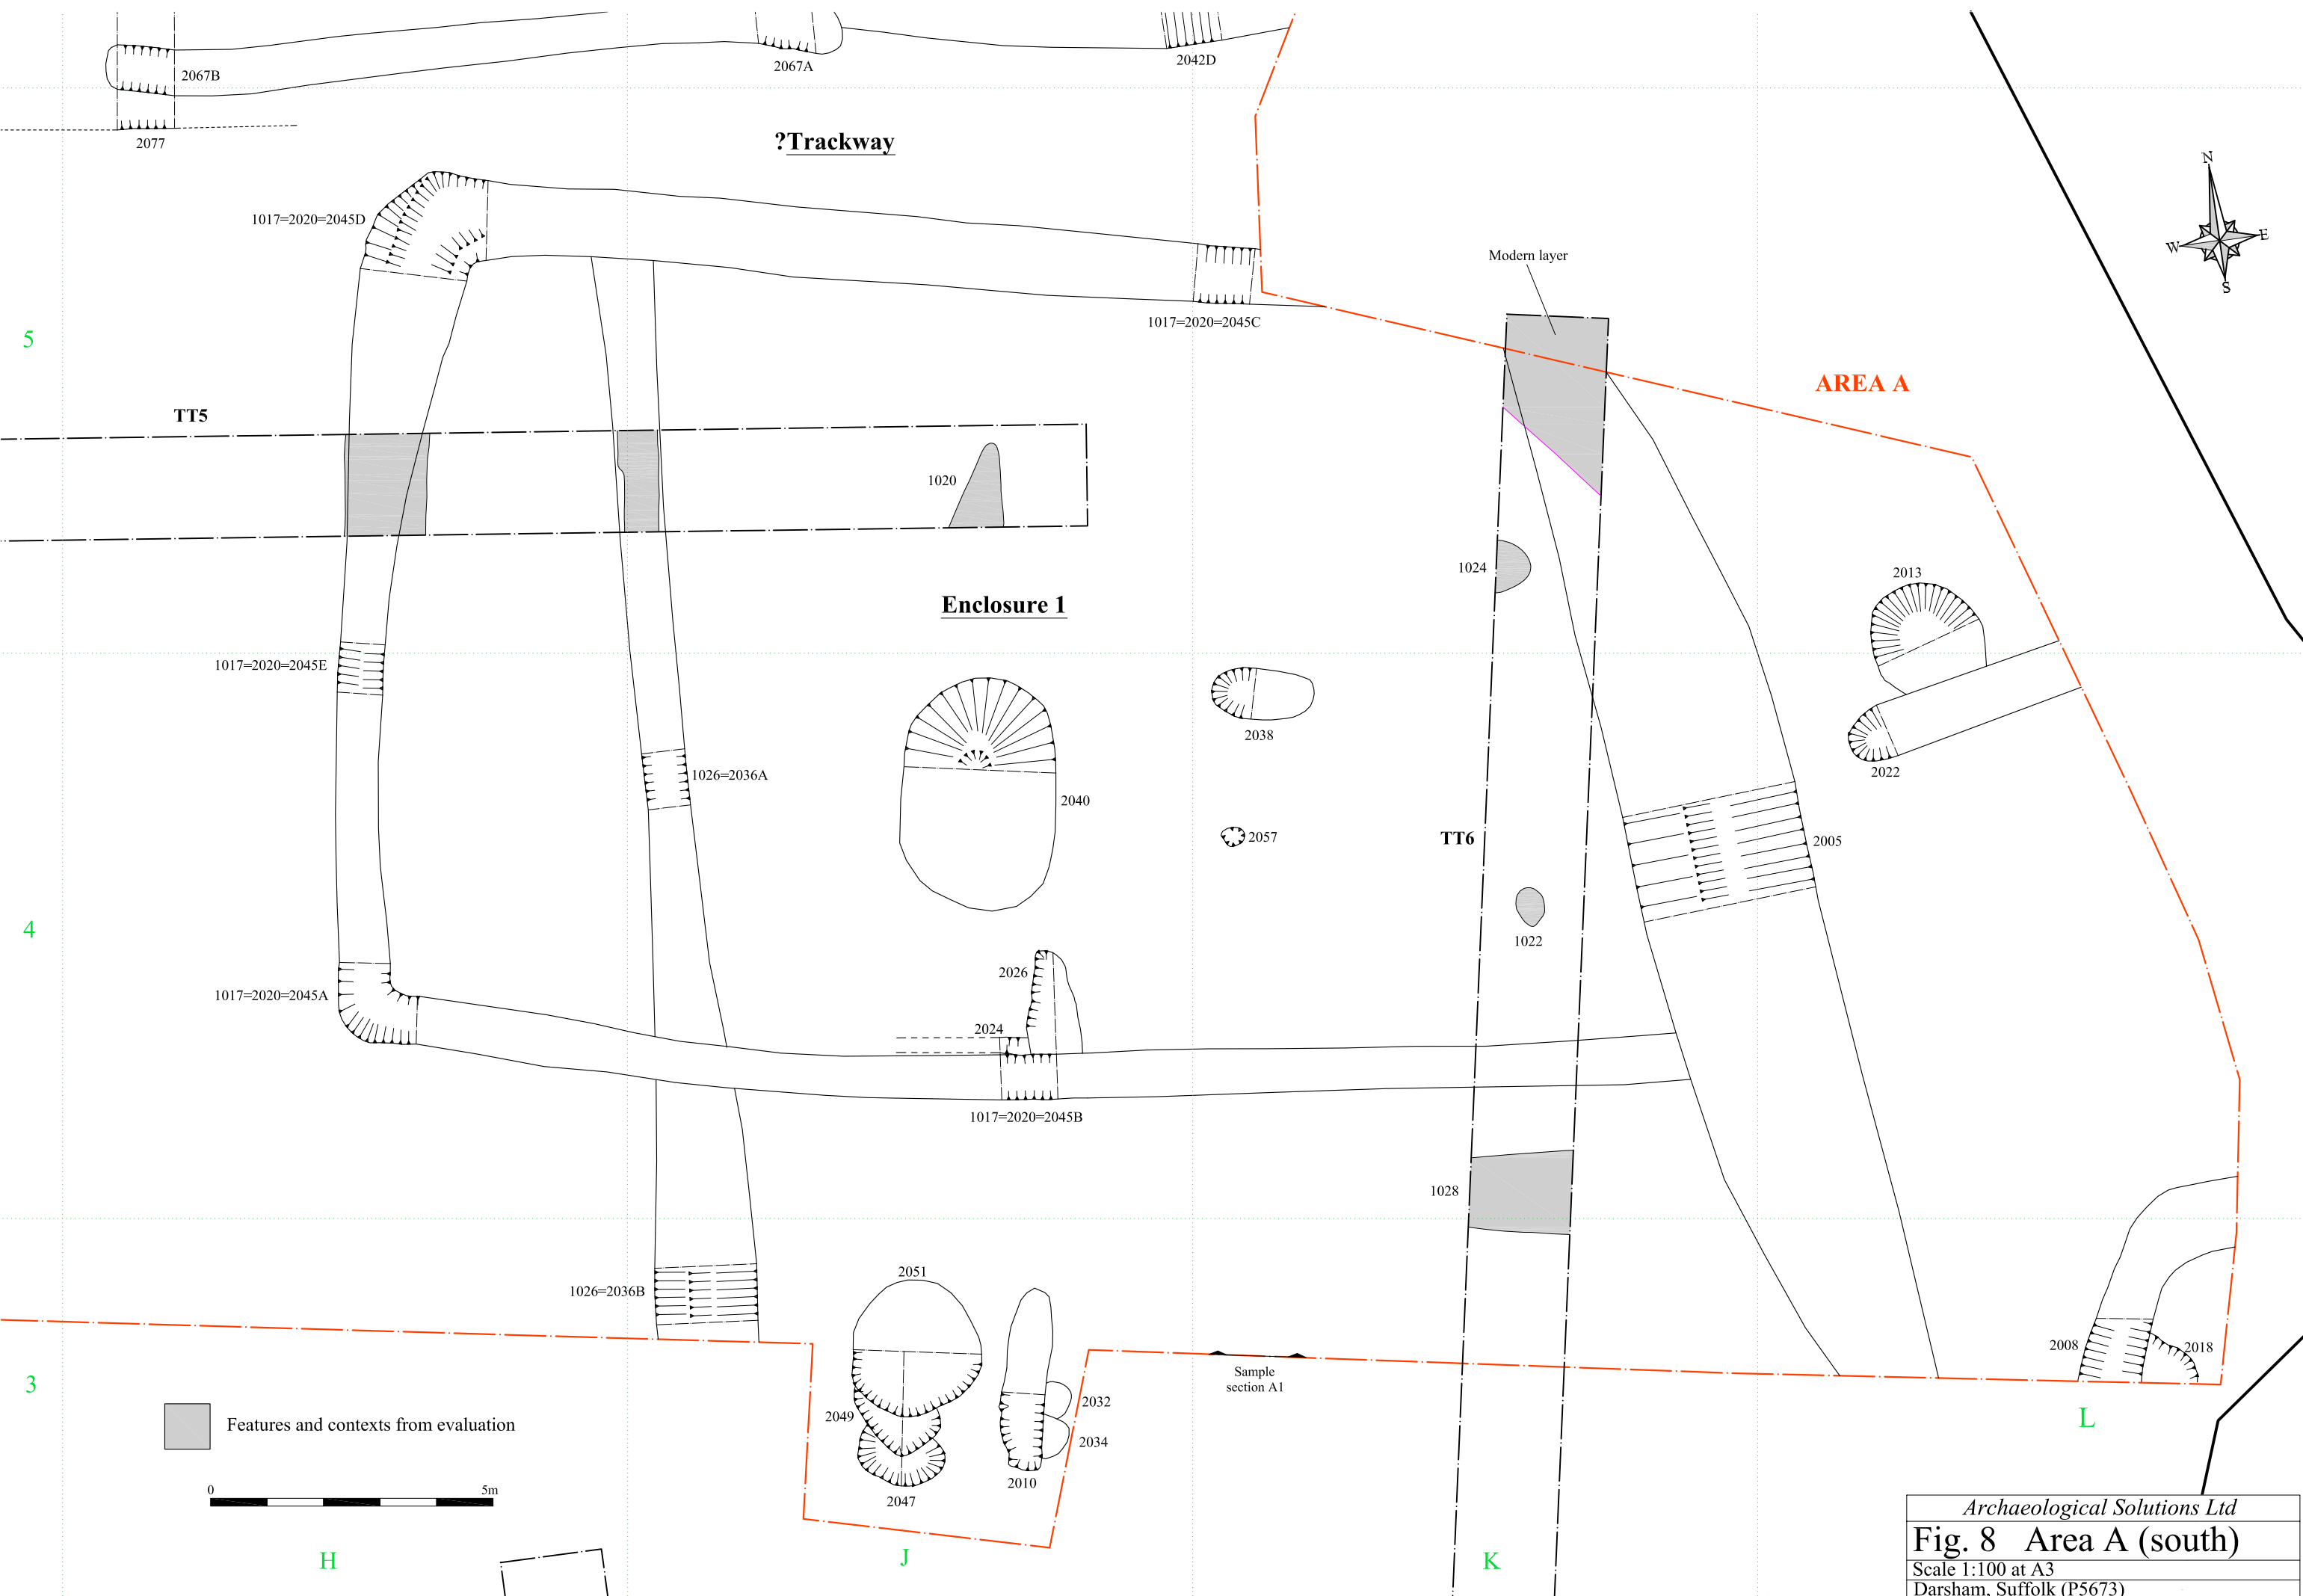 2067B
2067A
2042D
2077
?Trackway
N
W
E
S
1017=2020=2045D
Modern layer
1017=2020=2045C
5
AREA A
TT5
1020
1024
2013
Enclosure 1
1017=2020=2045E
2038
2022
1026=2036A
2040
2057
TT6
2005
4
1022
2026
1017=2020=2045A
2024
1017=2020=2045B
1028
2051
1026=2036B
2008
2018
Sample
section A1
3
2032
2049
2034
L
Features and contexts from evaluation
2010
0
5m
2047
H
J
K
Archaeological Solutions Ltd
Fig. 8 Area A (south)
Scale 1:100 at A3
Darsham, Suffolk (P5673)